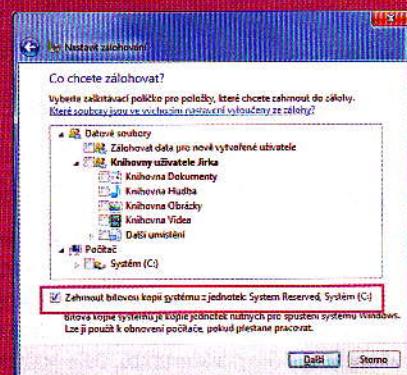 Nastavit zálohování
Co chcete zálohovat?
Vyberte zaškrtávací políčko pro položky, které chcete zahrnout do zálohy.
Které soubory jsou ve výchozím nastavení vyloučeny ze zálohy?
Datové soubory
Zálohovat data pro nově vytvořené uživatele
Knihovny uživatele Jirka
Knihovna Dokumenty
Knihovna Hudba
Knihovna Obrázky
Knihovna Videa
Další umístění
Počítač
Systém (C:)
Zahrnout bitovou kopii systému z jednotek: System Reserved, Systém (C:)
Bitová kopie systému je kopie jednotek nutných pro spuštění systému Windows.
Lze ji použít k obnovení počítače, pokud přestane pracovat.
Další Storno